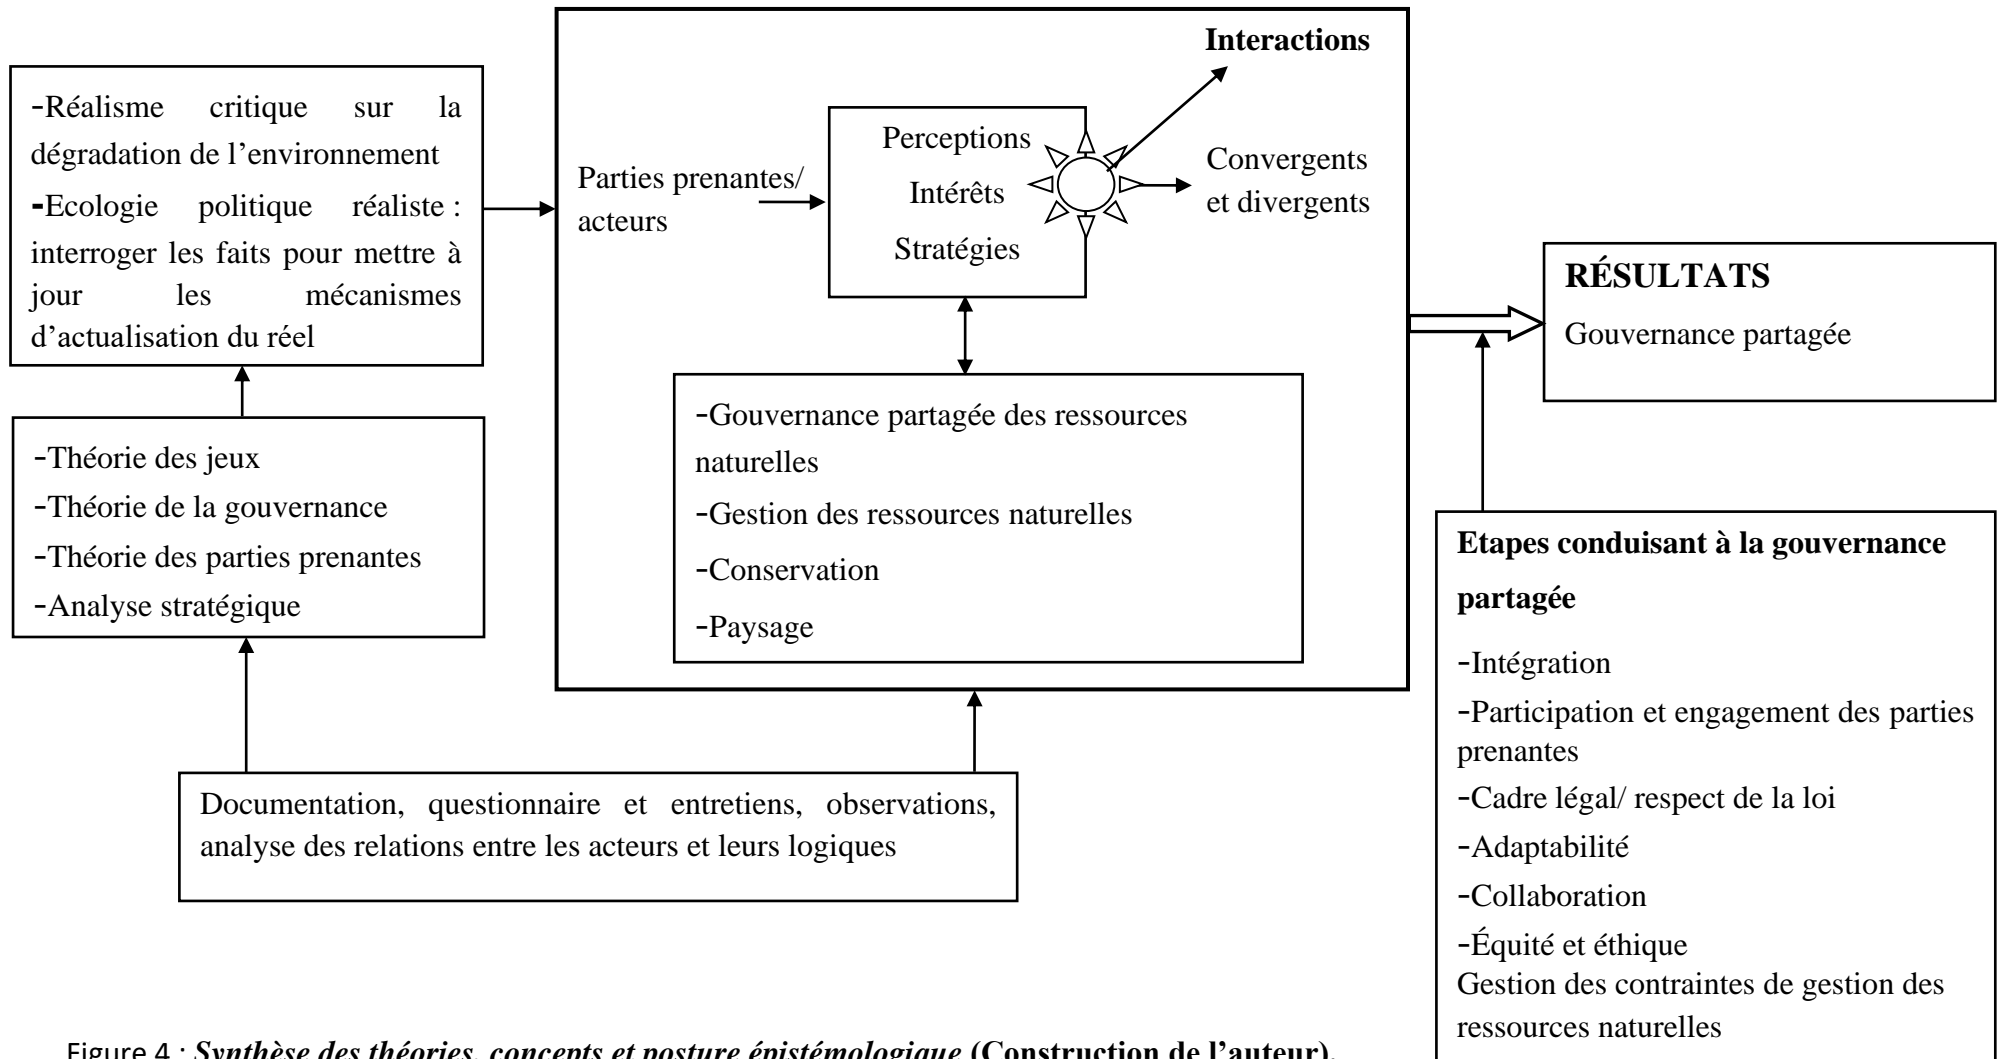 -Réalisme critique sur la
dégradation de l’environnement
-Ecologie politique réaliste :
interroger les faits pour mettre à
jour les mécanismes
d’actualisation du réel
-Théorie des jeux
-Théorie de la gouvernance
-Théorie des parties prenantes
-Analyse stratégique
Documentation, questionnaire et entretiens, observations,
analyse des relations entre les acteurs et leurs logiques
Parties prenantes/
acteurs
Perceptions
Intérêts
Stratégies
Interactions
Convergents
et divergents
-Gouvernance partagée des ressources
naturelles
-Gestion des ressources naturelles
-Conservation
-Paysage
RÉSULTATS
Gouvernance partagée
Etapes conduisant à la gouvernance
partagée
-Intégration
-Participation et engagement des parties
prenantes
-Cadre légal/ respect de la loi
-Adaptabilité
-Collaboration
-Équité et éthique
Gestion des contraintes de gestion des
ressources naturelles
Figure 4 : Synthèse des théories, concepts et posture épistémologique (Construction de l’auteur).